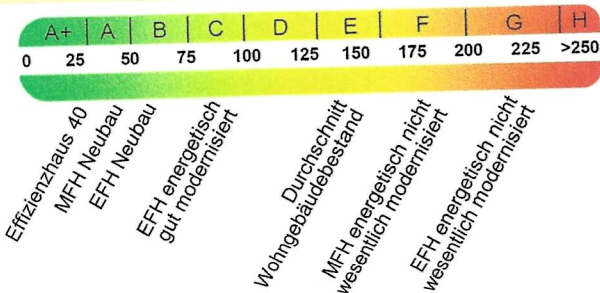 A+ A B C D E F G H
0 25 50 75 100 125 150 175 200 225 >250
Effizienzhaus 40
MFH Neubau
EFH Neubau
EFH energetisch
gut modernisiert
Durchschnitt
Wohngebäudebestand
MFH energetisch nicht
wesentlich modernisiert
EFH energetisch nicht
wesentlich modernisiert